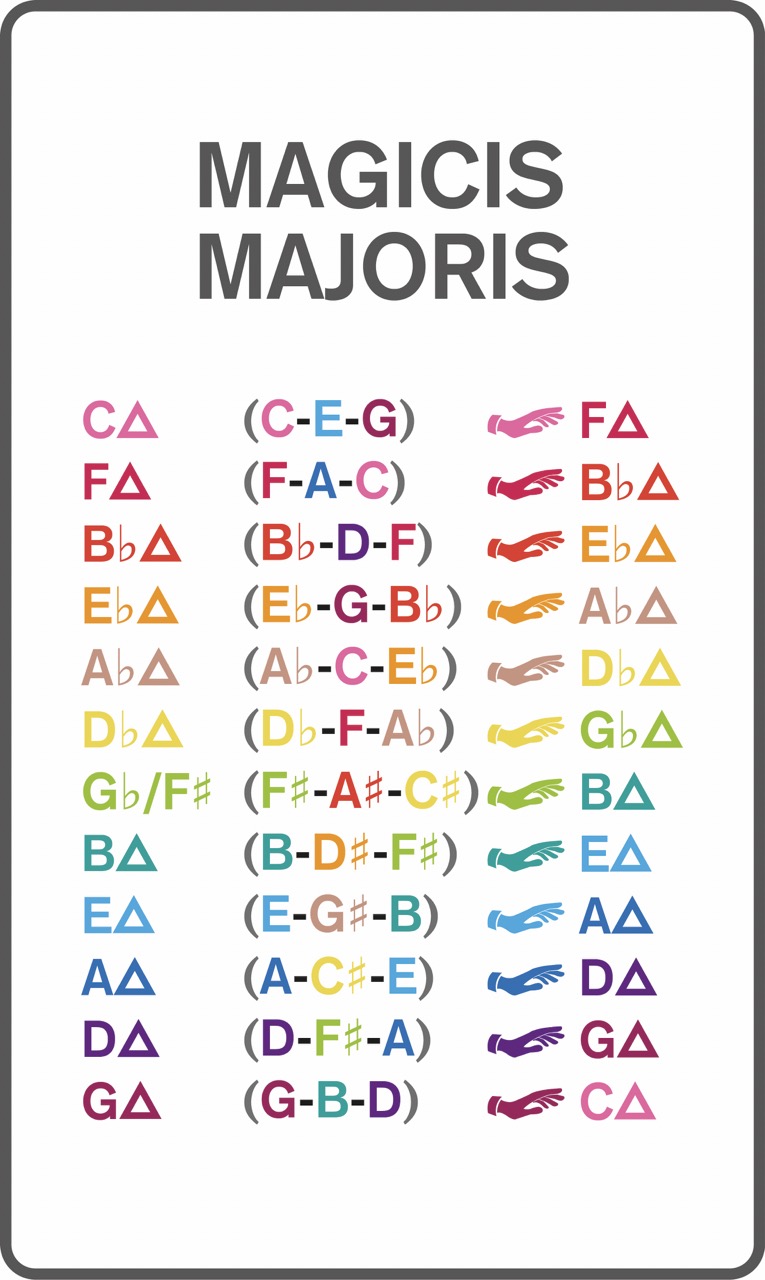 MAGICIS
MAJORIS
C△ (C-E-G) F△
F△ (F-A-C) B♭△
B♭△ (B♭-D-F) E♭△
E♭△ (E♭-G-B♭) A♭△
A♭△ (A♭-C-E♭) D♭△
D♭△ (D♭-F-A♭) G♭△
G♭/F♯ (F♯-A♯-C♯) B△
B△ (B-D♯-F♯) E△
E△ (E-G♯-B) A△
A△ (A-C♯-E) D△
D△ (D-F♯-A) G△
G△ (G-B-D) C△